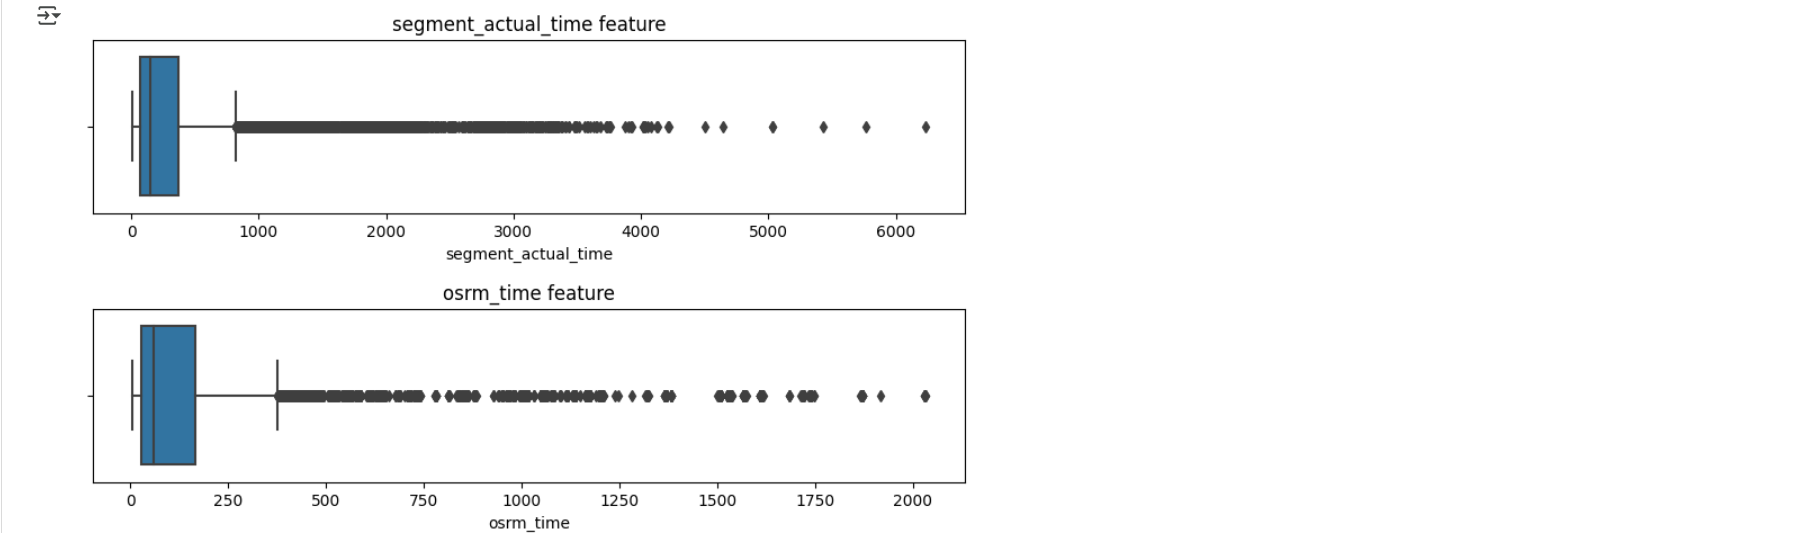 segment_actual_time feature
0 1000 2000 3000 4000 5000 6000
segment_actual_time
osrm_time feature
0 250 500 750 1000 1250 1500 1750 2000
osrm_time